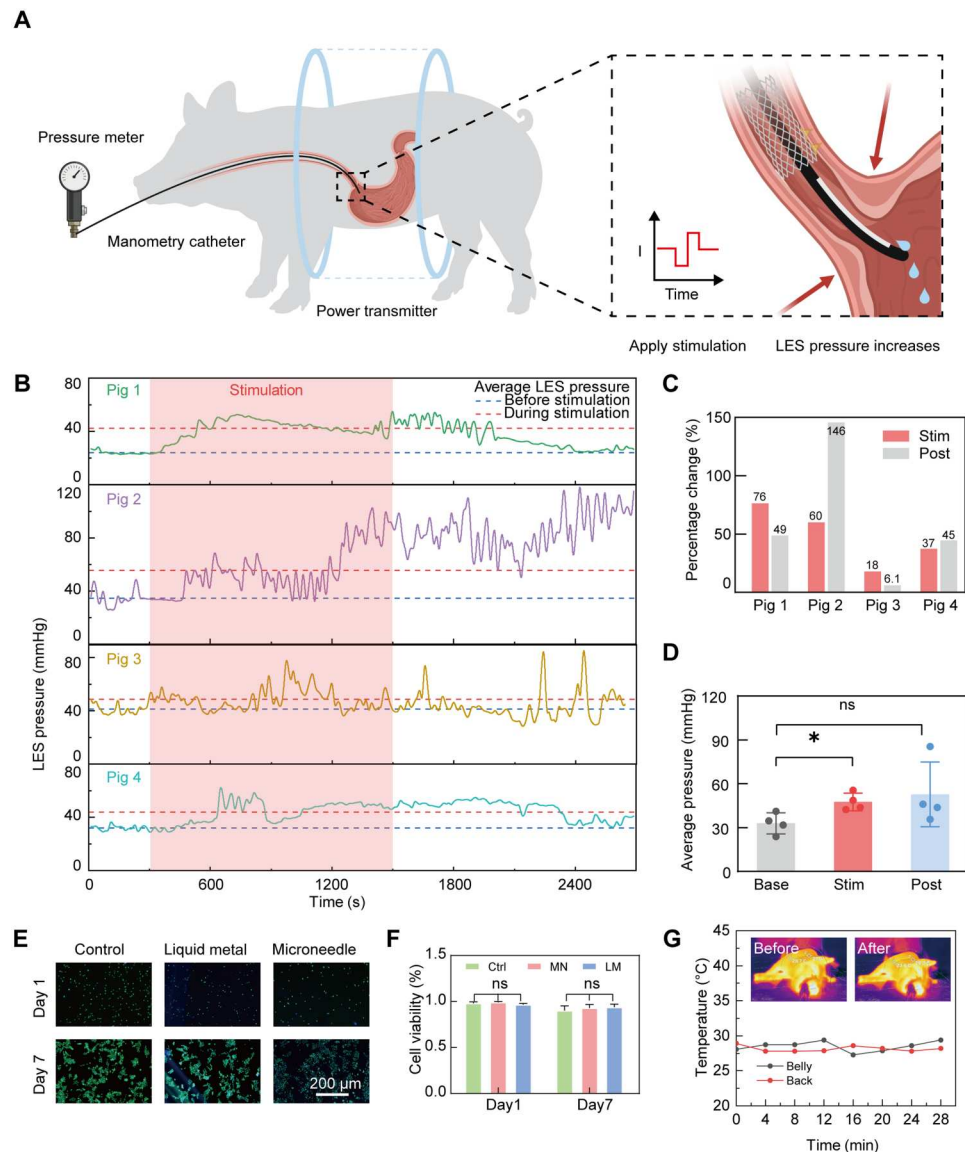 A
Pressure meter
Manometry catheter
Power transmitter
I
Time
Apply stimulation
LES pressure increases
B
LES pressure (mmHg)
80
40
0
Pig 1
Stimulation
Average LES pressure
Before stimulation
During stimulation
120
80
40
0
Pig 2
80
40
0
Pig 3
80
40
0
Pig 4
0 600 1200 1800 2400
Time (s)
C
Percentage change (%)
150
100
50
0
Stim
Post
76
49
60
146
18
6.1
37
45
Pig 1 Pig 2 Pig 3 Pig 4
D
Average pressure (mmHg)
120
90
60
30
0
ns
*
Base Stim Post
E
Control Liquid metal Microneedle
Day 1
Day 7
200 µm
F
Cell viability (%)
1.5
1.0
0.5
0.0
Ctrl MN LM
ns ns
Day1 Day7
G
Temperature (°C)
45
40
35
30
25
20
Before
After
Belly
Back
0 4 8 12 16 20 24 28
Time (min)